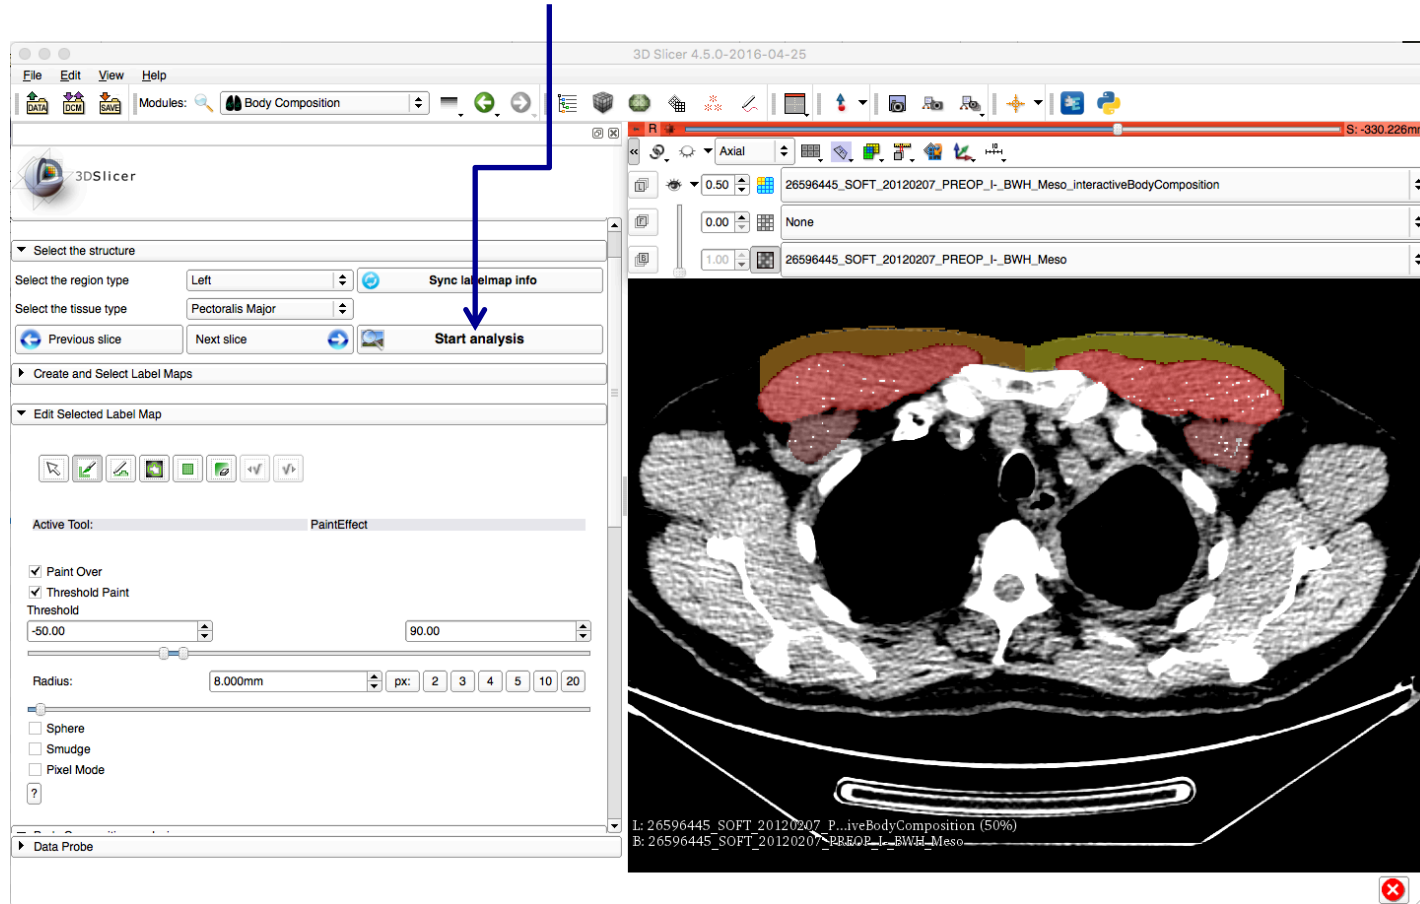 3D Slicer 4.5.0-2016-04-25
File Edit View Help
DATA DCM SAVE Modules: Body Composition
R S: -330.226m
3DSlicer
Axial
L 0.50 26596445_SOFT_20120207_PREOP_I-_BWH_Meso_interactiveBodyComposition
F 0.00 None
B 1.00 26596445_SOFT_20120207_PREOP_I-_BWH_Meso
Select the structure
Select the region type Left Sync labelmap info
Select the tissue type Pectoralis Major
Previous slice Next slice Start analysis
Create and Select Label Maps
Edit Selected Label Map
Active Tool: PaintEffect
Paint Over
Threshold Paint
Threshold
-50.00 90.00
Radius: 8.000mm px: 2 3 4 5 10 20
Sphere
Smudge
Pixel Mode
?
Data Probe
L: 26596445_SOFT_20120207_P...iveBodyComposition (50%)
B: 26596445_SOFT_20120207_PREOP_I-_BWH_Meso